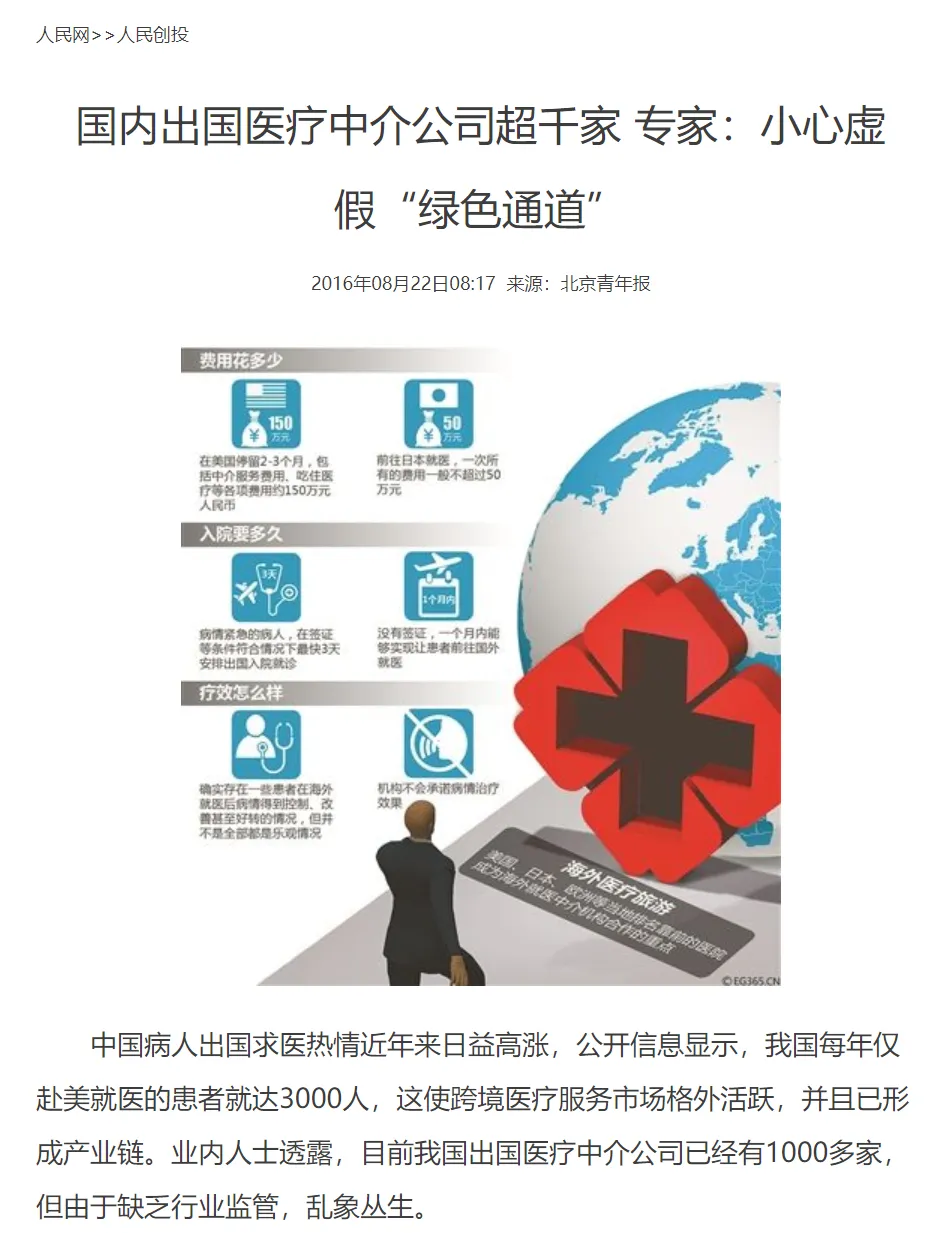 人民网>>人民创投
国内出国医疗中介公司超千家 专家：小心虚
假“绿色通道”
2016年08月22日08:17 来源：北京青年报
费用花多少
150
万元
在美国停留2-3个月，包
括中介服务费用、吃住医
疗等各项费用约150万元
人民币
50
万元
前往日本就医，一次所
有的费用一般不超过50
万元
入院要多久
3天
病情紧急的病人，在签证
等条件符合情况下最快3天
安排出国入院就诊
1个月内
没有签证，一个月内能
够实现让患者前往国外
就医
疗效怎么样
确实存在一些患者在海外
就医后病情得到控制、改
善甚至好转的情况，但并
不是全部都是乐观情况
机构不会承诺病情治疗
效果
海外医疗旅游
美国、日本、欧洲等当地排名靠前的医院
成为海外就医中介机构合作的重点
©EG365.CN
中国病人出国求医热情近年来日益高涨，公开信息显示，我国每年仅
赴美就医的患者就达3000人，这使跨境医疗服务市场格外活跃，并且已形
成产业链。业内人士透露，目前我国出国医疗中介公司已经有1000多家，
但由于缺乏行业监管，乱象丛生。